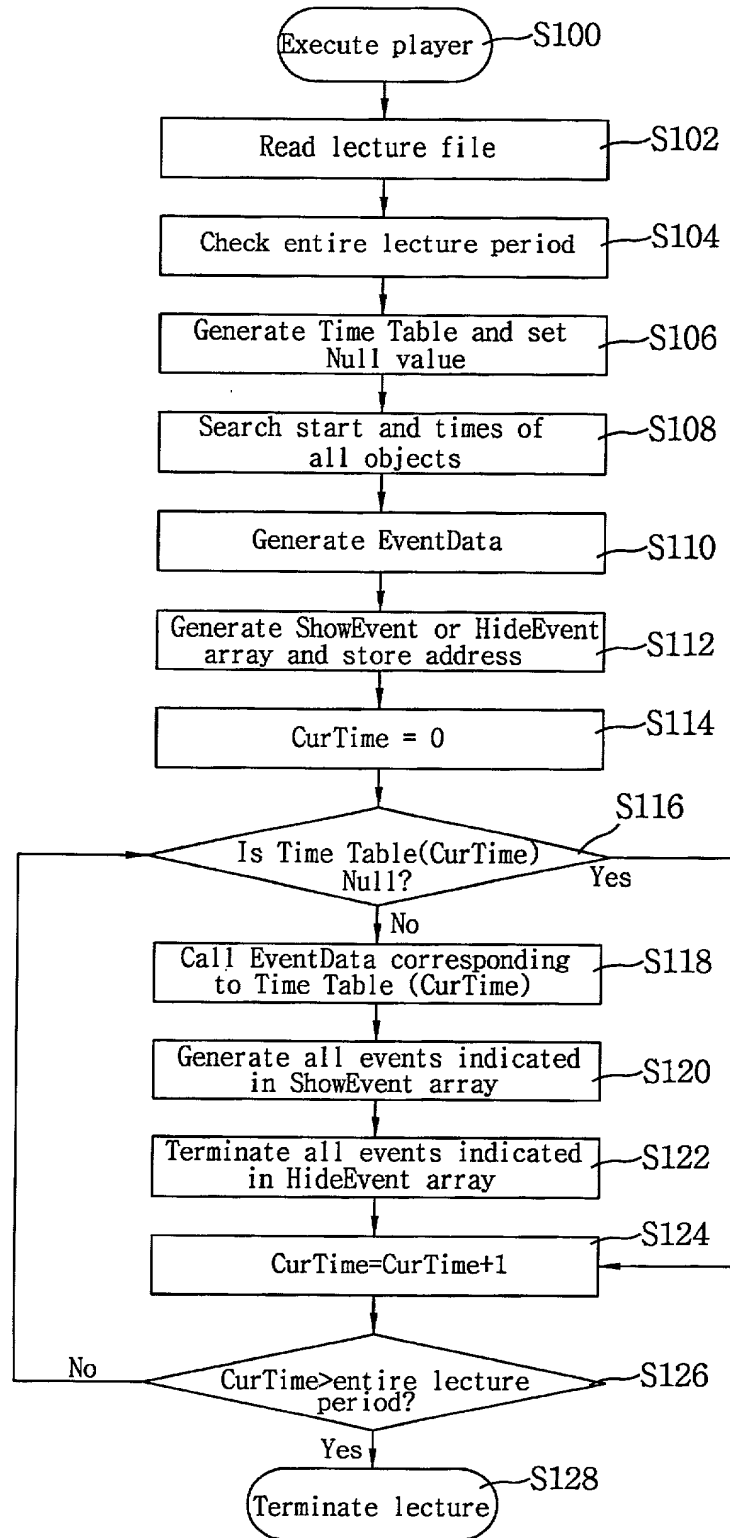 Execute player
S100
Read lecture file
S102
Check entire lecture period
S104
Generate Time Table and set
Null value
S106
Search start and times of
all objects
S108
Generate EventData
S110
Generate ShowEvent or HideEvent
array and store address
S112
CurTime = 0
S114
S116
Is Time Table(CurTime)
Null?
Yes
No
Call EventData corresponding
to Time Table (CurTime)
S118
Generate all events indicated
in ShowEvent array
S120
Terminate all events indicated
in HideEvent array
S122
S124
CurTime=CurTime+1
No
CurTime>entire lecture
period?
S126
Yes
S128
Terminate lecture